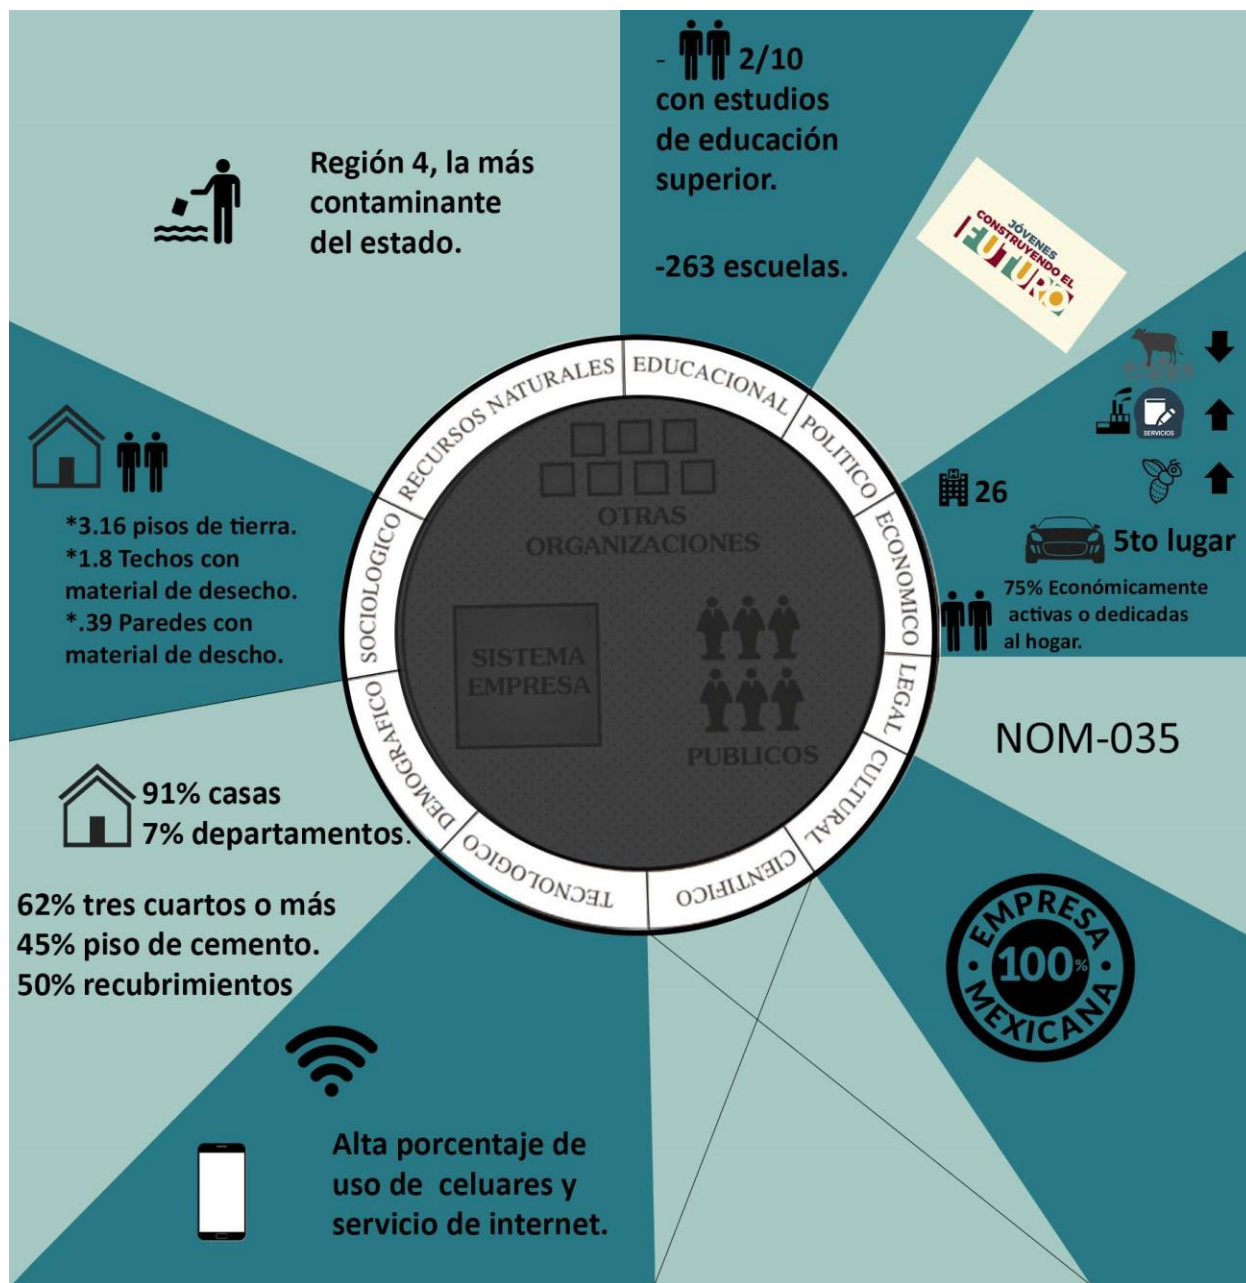 - 2/10
con estudios
de educación
superior.
-263 escuelas.
Región 4, la más
contaminante
del estado.
JÓVENES
CONSTRUYENDO EL
FUTURO
SERVICIOS
26
5to lugar
75% Económicamente
activas o dedicadas
al hogar.
*3.16 pisos de tierra.
*1.8 Techos con
material de desecho.
*.39 Paredes con
material de descho.
RECURSOS NATURALES
EDUCACIONAL
POLITICO
ECONOMICO
LEGAL
CULTURAL
CIENTIFICO
TECNOLOGICO
DEMOGRAFICO
SOCIOLOGICO
OTRAS
ORGANIZACIONES
SISTEMA
EMPRESA
PUBLICOS
NOM-035
91% casas
7% departamentos.
62% tres cuartos o más
45% piso de cemento.
50% recubrimientos
EMPRESA
100%
MEXICANA
Alta porcentaje de
uso de celuares y
servicio de internet.